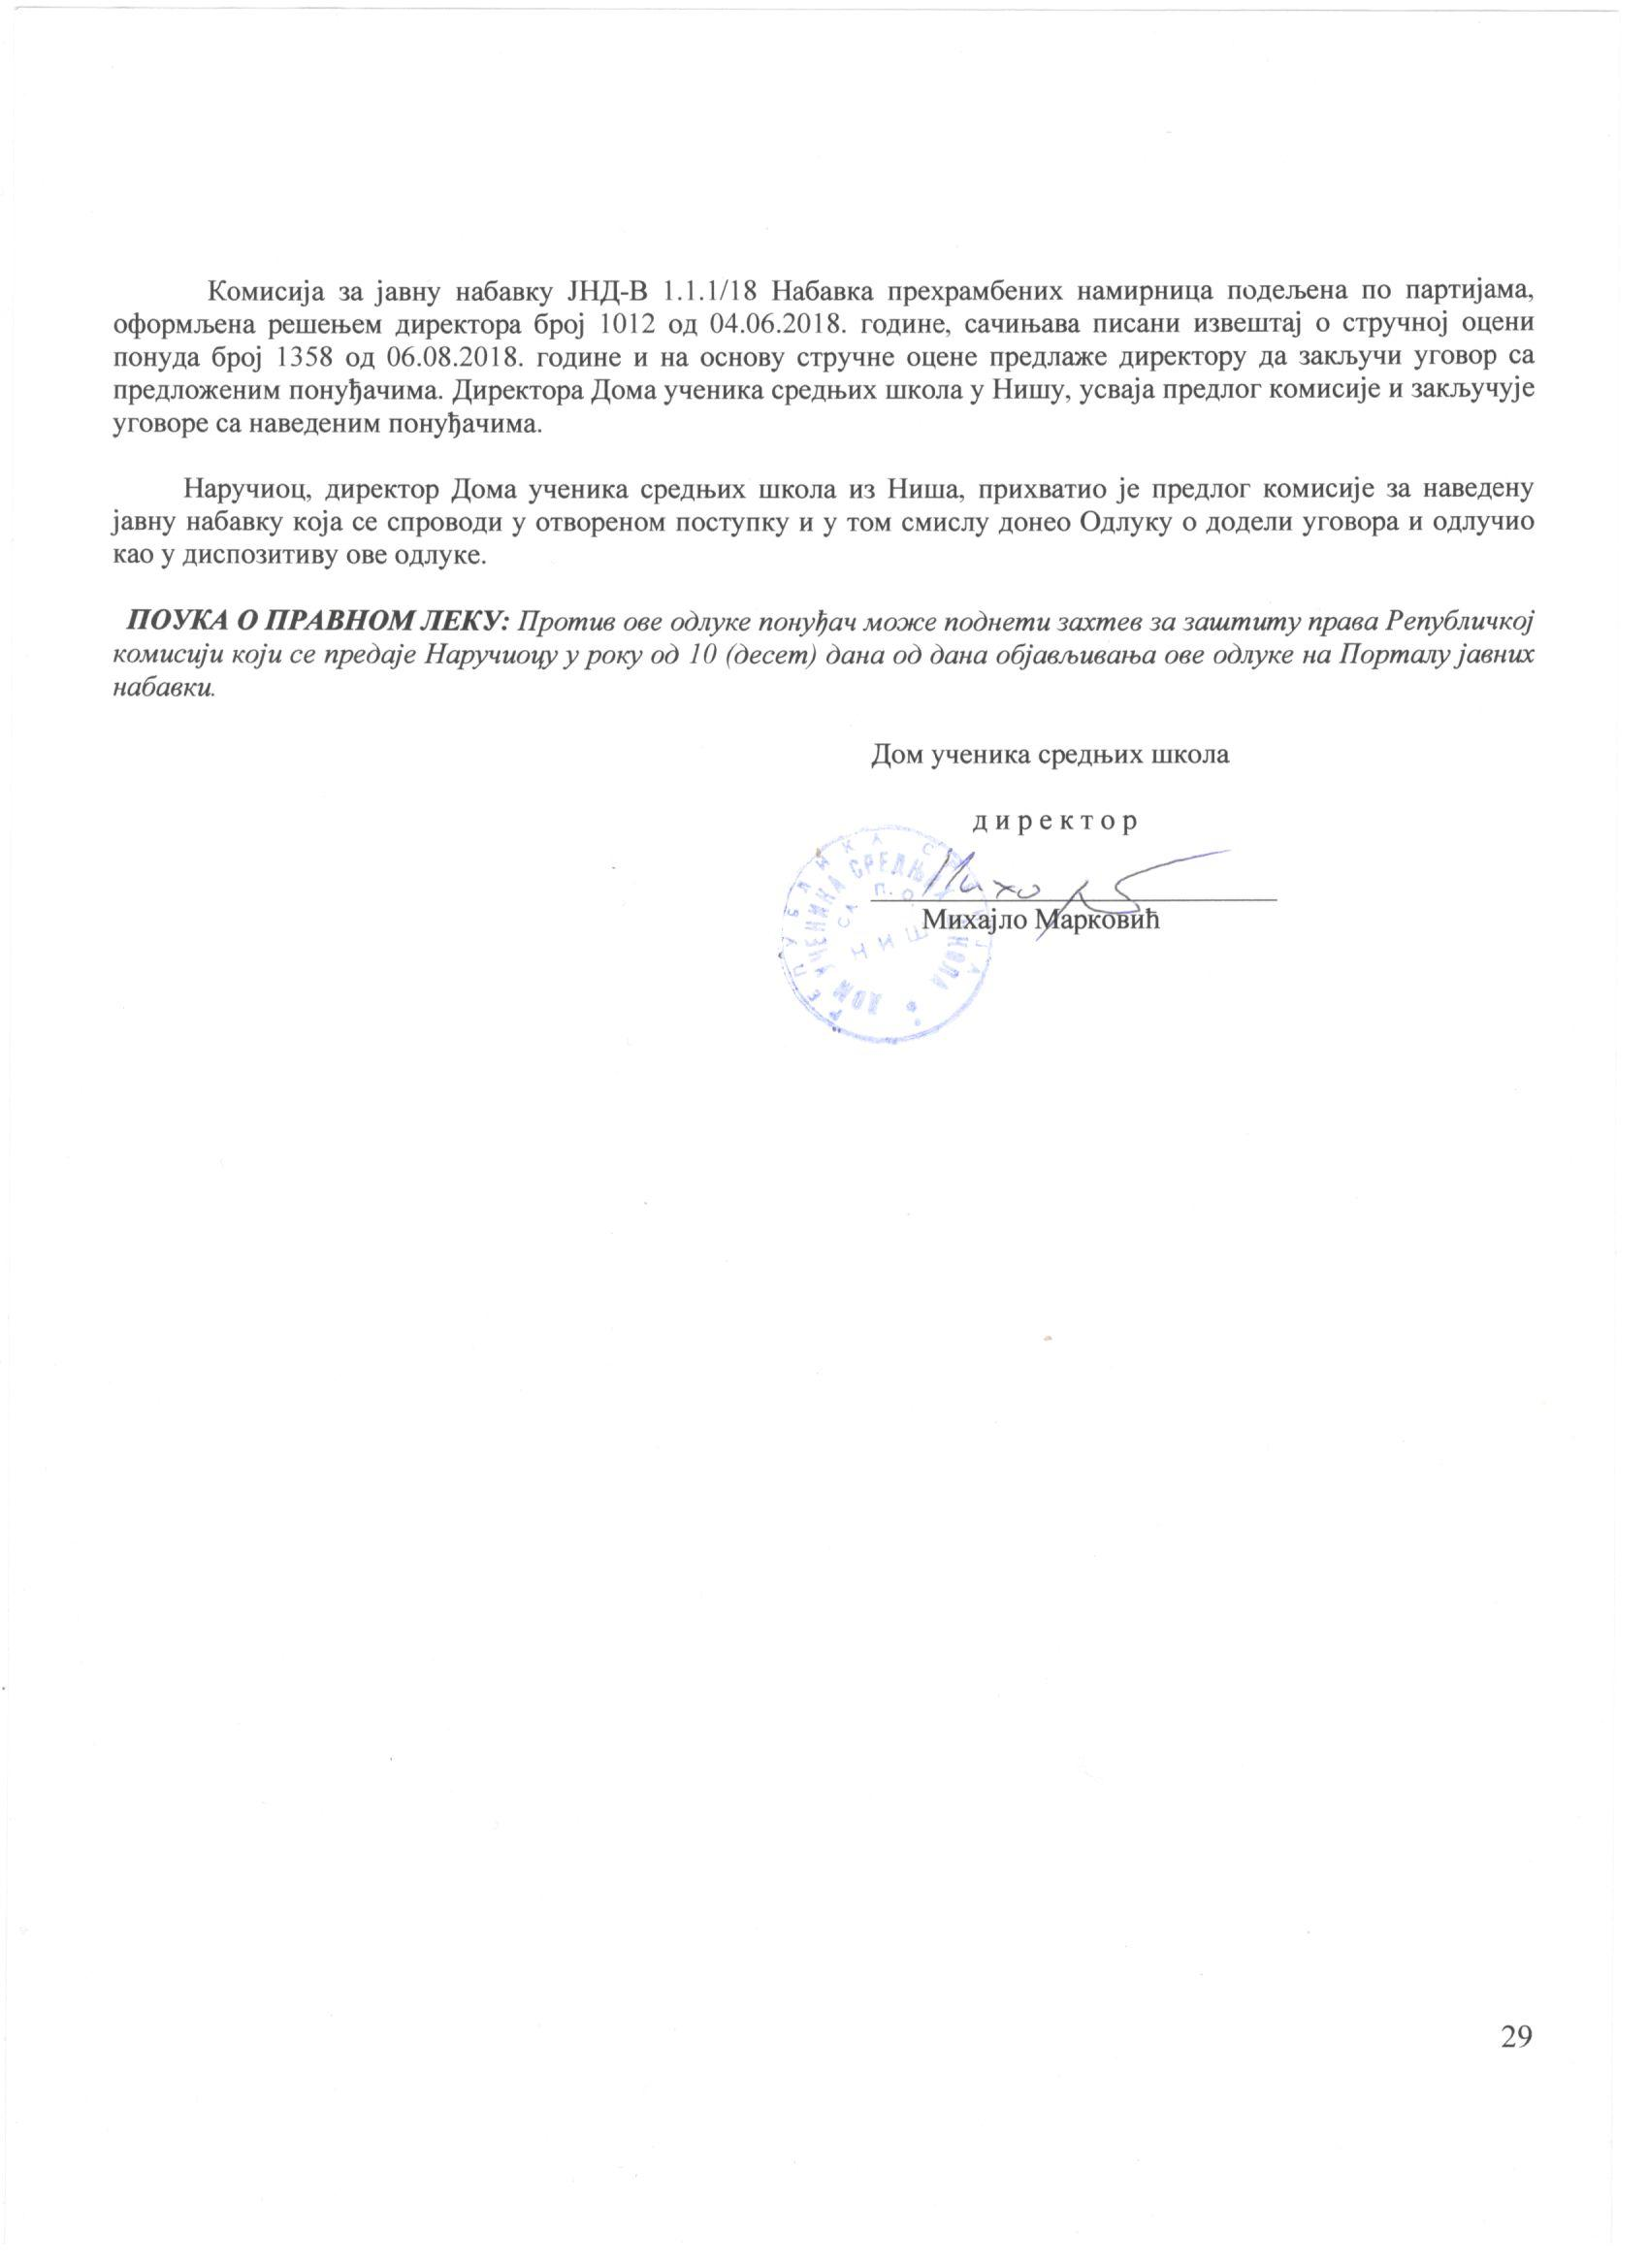 Комисија за јавну набавку ЈНД-В 1.1.1/18 Набавка прехрамбених намирница подељена по партијама,
оформљена решењем директора број 1012 од 04.06.2018. године, сачињава писани извештај о стручној оцени
понуда број 1358 од 06.08.2018. године и на основу стручне оцене предлаже директору да закључи уговор са
предложеним понуђачима. Директора Дома ученика средњих школа у Нишу, усваја предлог комисије и закључује
уговоре са наведеним понуђачима.
Наручиоц, директор Дома ученика средњих школа из Ниша, прихватио је предлог комисије за наведену
јавну набавку која се спроводи у отвореном поступку и у том смислу донео Одлуку о додели уговора и одлучио
као у диспозитиву ове одлуке.
ПОУКА О ПРАВНОМ ЛЕКУ: Против ове одлуке понуђач може поднети захтев за заштиту права Републичкој
комисији који се предаје Наручиоцу у року од 10 (десет) дана од дана објављивања ове одлуке на Порталу јавних
набавки.
Дом ученика средњих школа
д и р е к т о р
Михајло Марковић
ДОМ УЧЕНИКА СРЕДЊИХ ШКОЛА
СА П.О.
НИШ
29